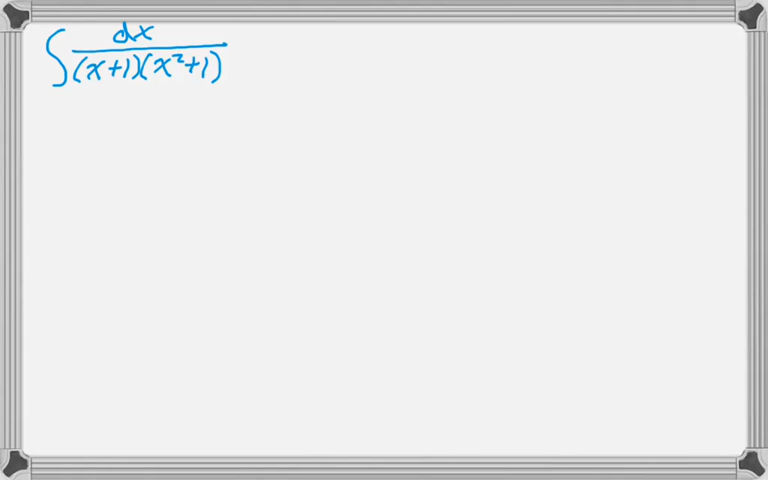 ∫ dx / (x+1)(x²+1)